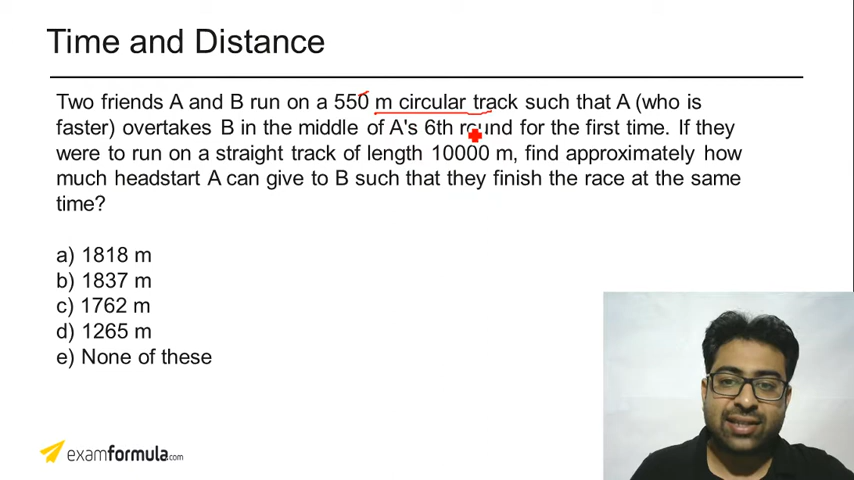 Time and Distance
Two friends A and B run on a 550 m circular track such that A (who is
faster) overtakes B in the middle of A's 6th round for the first time. If they
were to run on a straight track of length 10000 m, find approximately how
much headstart A can give to B such that they finish the race at the same
time?
a) 1818 m
b) 1837 m
c) 1762 m
d) 1265 m
e) None of these
examformula.com